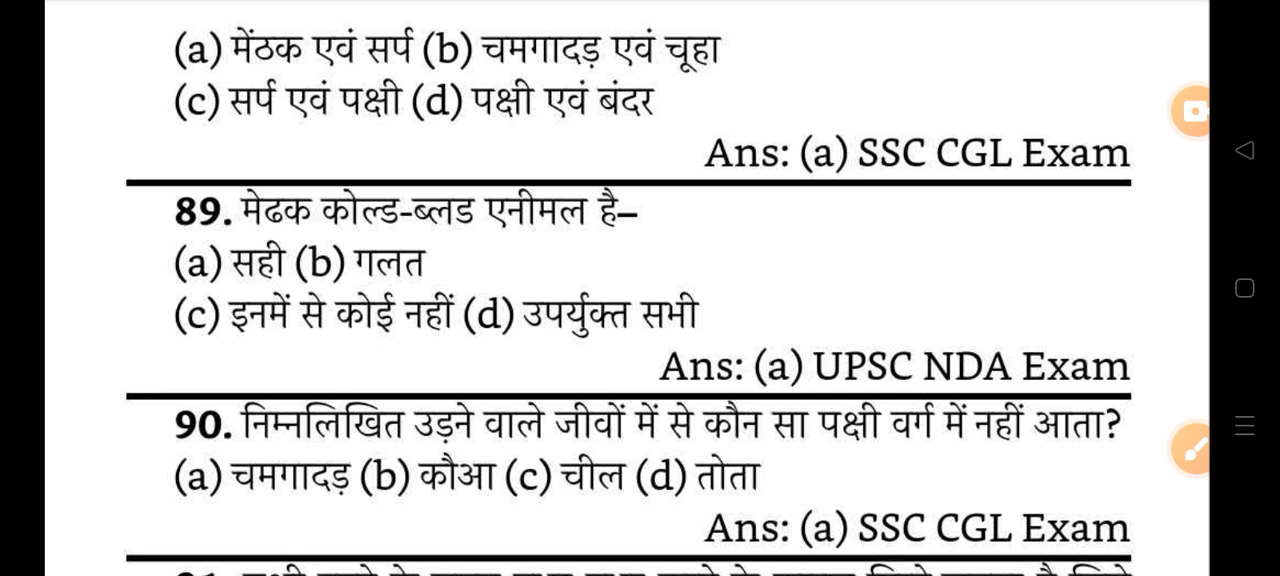 (a) मेंठक एवं सर्प (b) चमगादड़ एवं चूहा
(c) सर्प एवं पक्षी (d) पक्षी एवं बंदर
Ans: (a) SSC CGL Exam
89. मेढक कोल्ड-ब्लड एनीमल है–
(a) सही (b) गलत
(c) इनमें से कोई नहीं (d) उपर्युक्त सभी
Ans: (a) UPSC NDA Exam
90. निम्नलिखित उड़ने वाले जीवों में से कौन सा पक्षी वर्ग में नहीं आता?
(a) चमगादड़ (b) कौआ (c) चील (d) तोता
Ans: (a) SSC CGL Exam